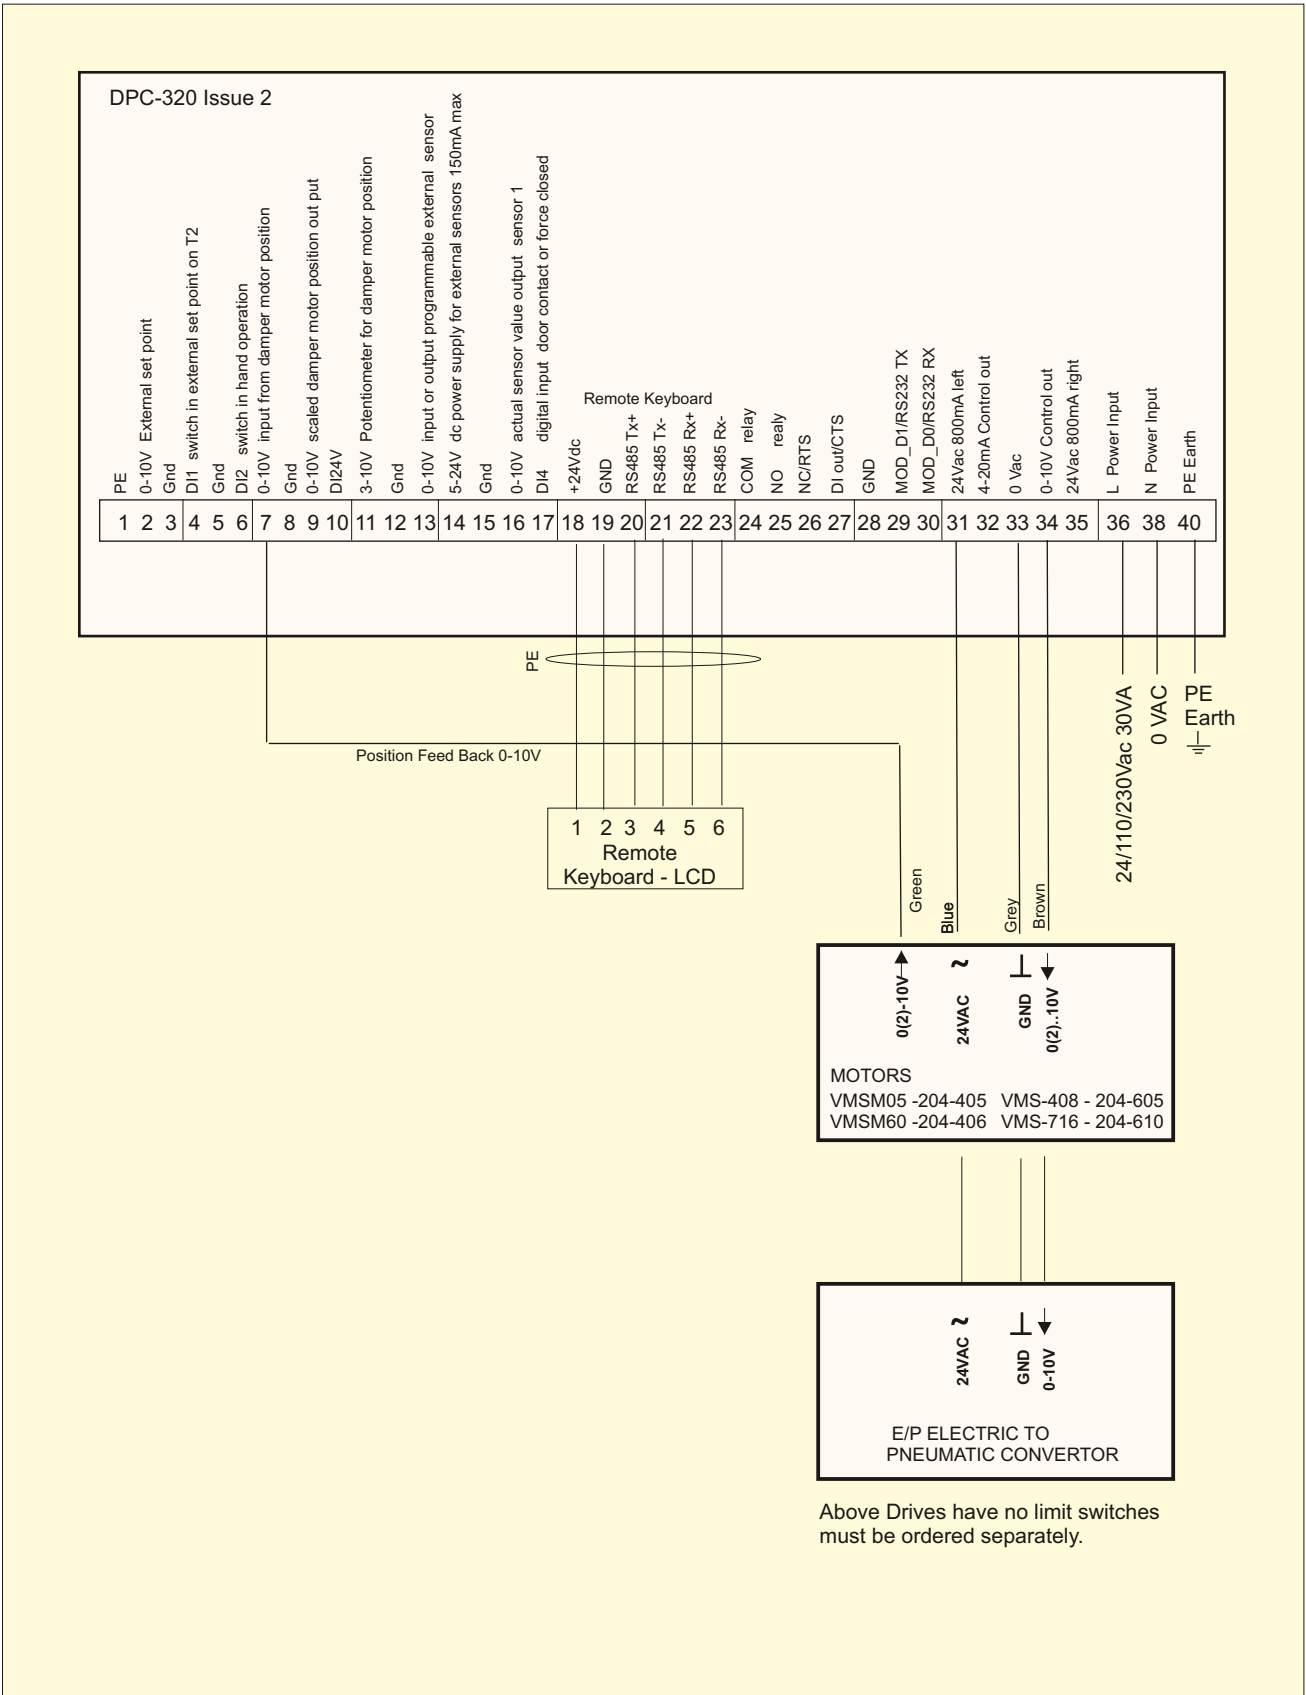 DPC-320 Issue 2
PE
0-10V External set point
Gnd
DI1 switch in external set point on T2
Gnd
DI2 switch in hand operation
0-10V input from damper motor position
Gnd
0-10V scaled damper motor position out put
DI24V
3-10V Potentiometer for damper motor position
Gnd
0-10V input or output programmable external sensor
5-24V dc power supply for external sensors 150mA max
Gnd
0-10V actual sensor value output sensor 1
DI4 digital input door contact or force closed
Remote Keyboard
+24Vdc
GND
RS485 Tx+
RS485 Tx-
RS485 Rx+
RS485 Rx-
COM relay
NO realy
NC/RTS
DI out/CTS
GND
MOD_D1/RS232 TX
MOD_D0/RS232 RX
24Vac 800mA left
4-20mA Control out
0 Vac
0-10V Control out
24Vac 800mA right
L Power Input
N Power Input
PE Earth
1 2 3 4 5 6 7 8 9 10 11 12 13 14 15 16 17 18 19 20 21 22 23 24 25 26 27 28 29 30 31 32 33 34 35 36 38 40
PE
Position Feed Back 0-10V
24/110/230Vac 30VA
0 VAC
PE
Earth
1 2 3 4 5 6
Remote
Keyboard - LCD
Green
Blue
Grey
Brown
0(2)-10V
24VAC
~
GND
0(2)..10V
MOTORS
VMSM05 -204-405 VMS-408 - 204-605
VMSM60 -204-406 VMS-716 - 204-610
24VAC
~
GND
0-10V
E/P ELECTRIC TO
PNEUMATIC CONVERTOR
Above Drives have no limit switches
must be ordered separately.